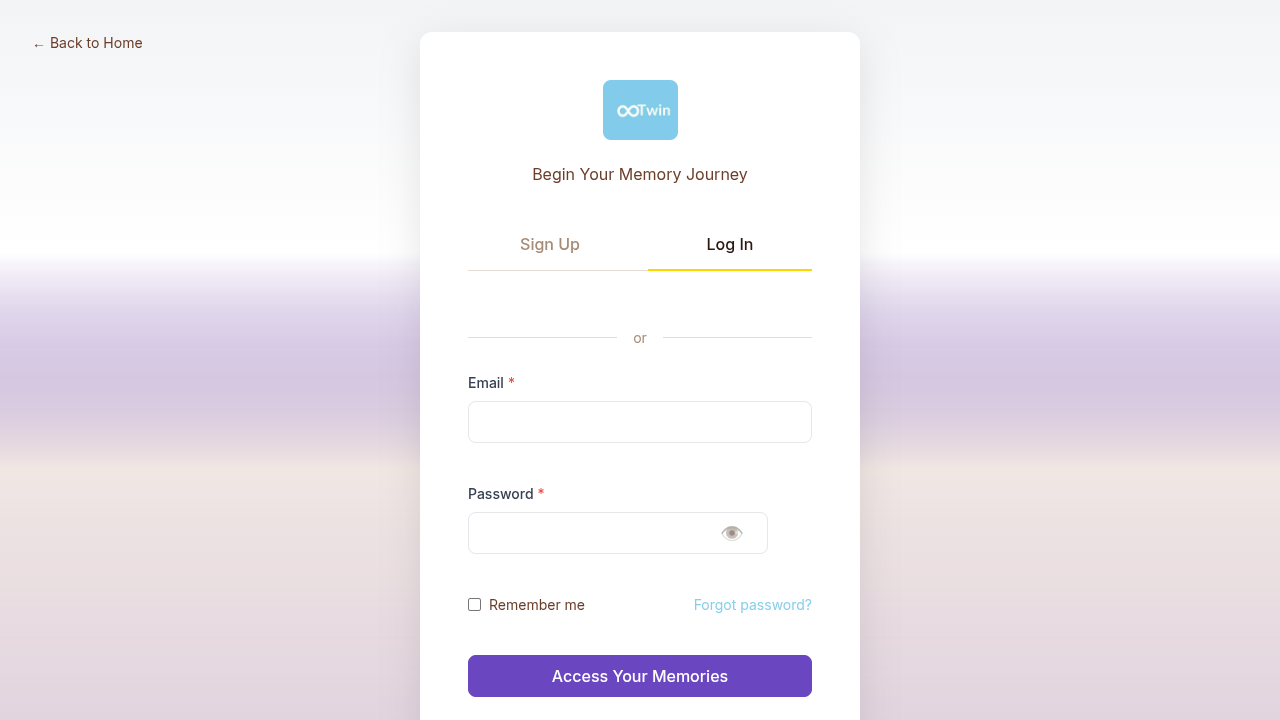 ← Back to Home
Twin
Begin Your Memory Journey
Sign Up
Log In
or
Email *
Password *
Remember me
Forgot password?
Access Your Memories